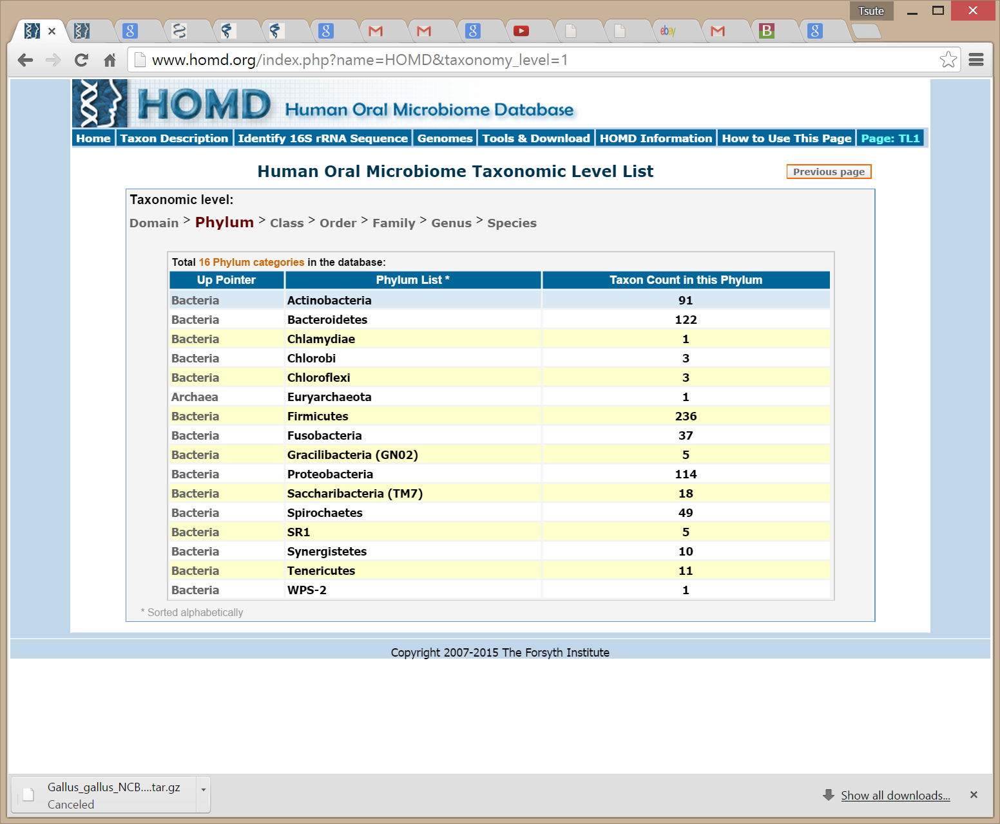 Tsute
www.homd.org/index.php?name=HOMD&taxonomy_level=1
HOMD Human Oral Microbiome Database
Home Taxon Description Identify 16S rRNA Sequence Genomes Tools & Download HOMD Information How to Use This Page Page: TL1
Human Oral Microbiome Taxonomic Level List Previous page
Taxonomic level:
Domain > Phylum > Class > Order > Family > Genus > Species
Total 16 Phylum categories in the database:
Up Pointer Phylum List * Taxon Count in this Phylum
Bacteria Actinobacteria 91
Bacteria Bacteroidetes 122
Bacteria Chlamydiae 1
Bacteria Chlorobi 3
Bacteria Chloroflexi 3
Archaea Euryarchaeota 1
Bacteria Firmicutes 236
Bacteria Fusobacteria 37
Bacteria Gracilibacteria (GN02) 5
Bacteria Proteobacteria 114
Bacteria Saccharibacteria (TM7) 18
Bacteria Spirochaetes 49
Bacteria SR1 5
Bacteria Synergistetes 10
Bacteria Tenericutes 11
Bacteria WPS-2 1
* Sorted alphabetically
Copyright 2007-2015 The Forsyth Institute
Gallus_gallus_NCB....tar.gz
Canceled
Show all downloads...